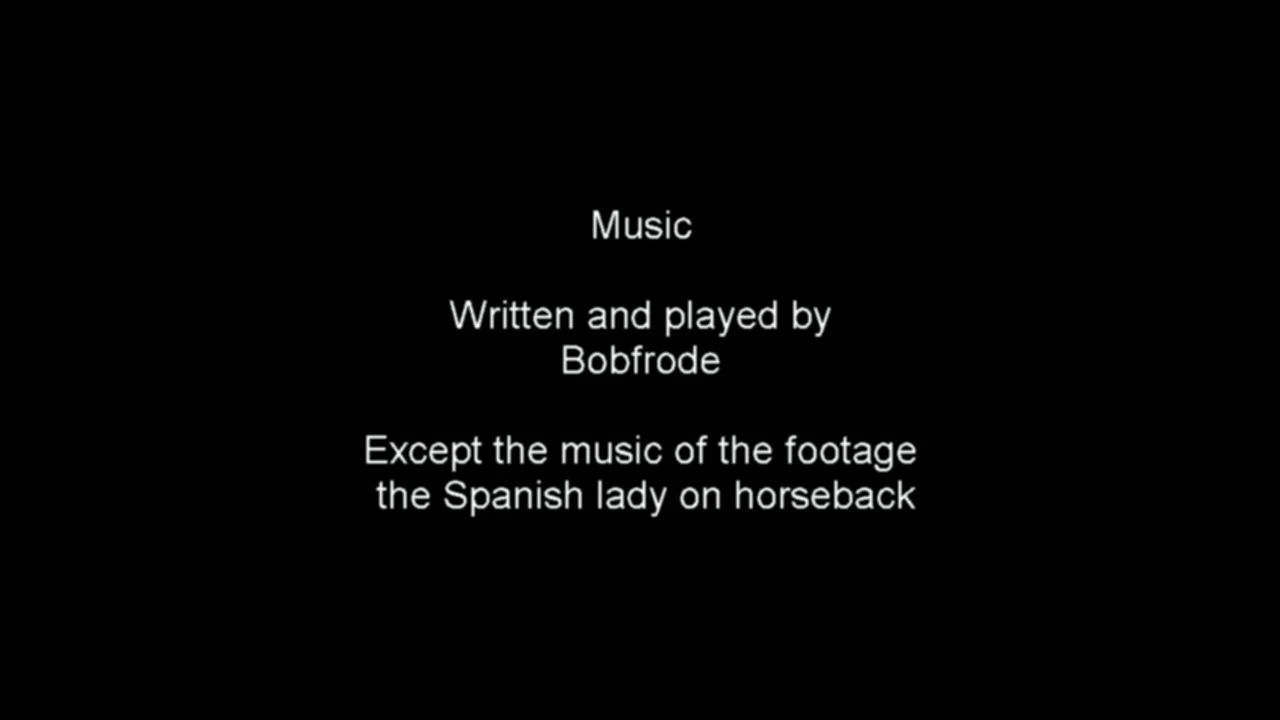 Music
Written and played by
Bobfrode
Except the music of the footage
the Spanish lady on horseback